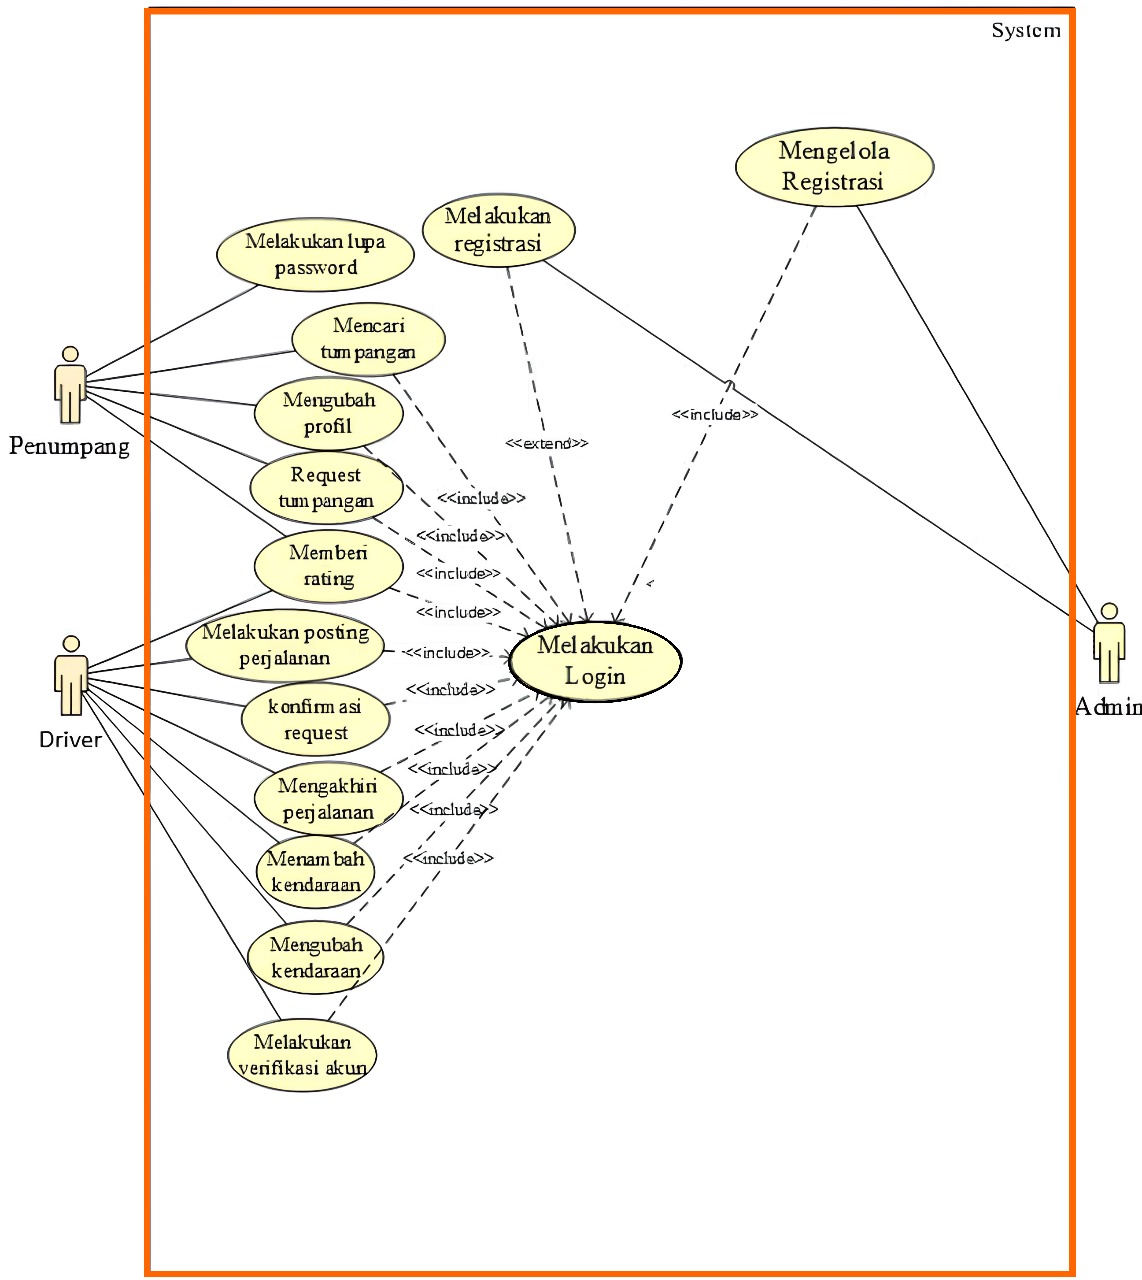 System
Mengelola
Registrasi
Melakukan
registrasi
Melakukan lupa
password
Mencari
tumpangan
Mengubah
profil
Penumpang
<<include>>
<<extend>>
Request
tumpangan
<<include>>
<<include>>
Memberi
rating
<<include>>
<
<<include>>
Melakukan posting
perjalanan
<<include>>
Melakukan
Login
<<include>>
konfirmasi
request
Admin
Driver
<<include>>
<<include>>
Mengakhiri
perjalanan
<<include>>
Menambah
kendaraan
<<include>>
Mengubah
kendaraan
Melakukan
verifikasi akun